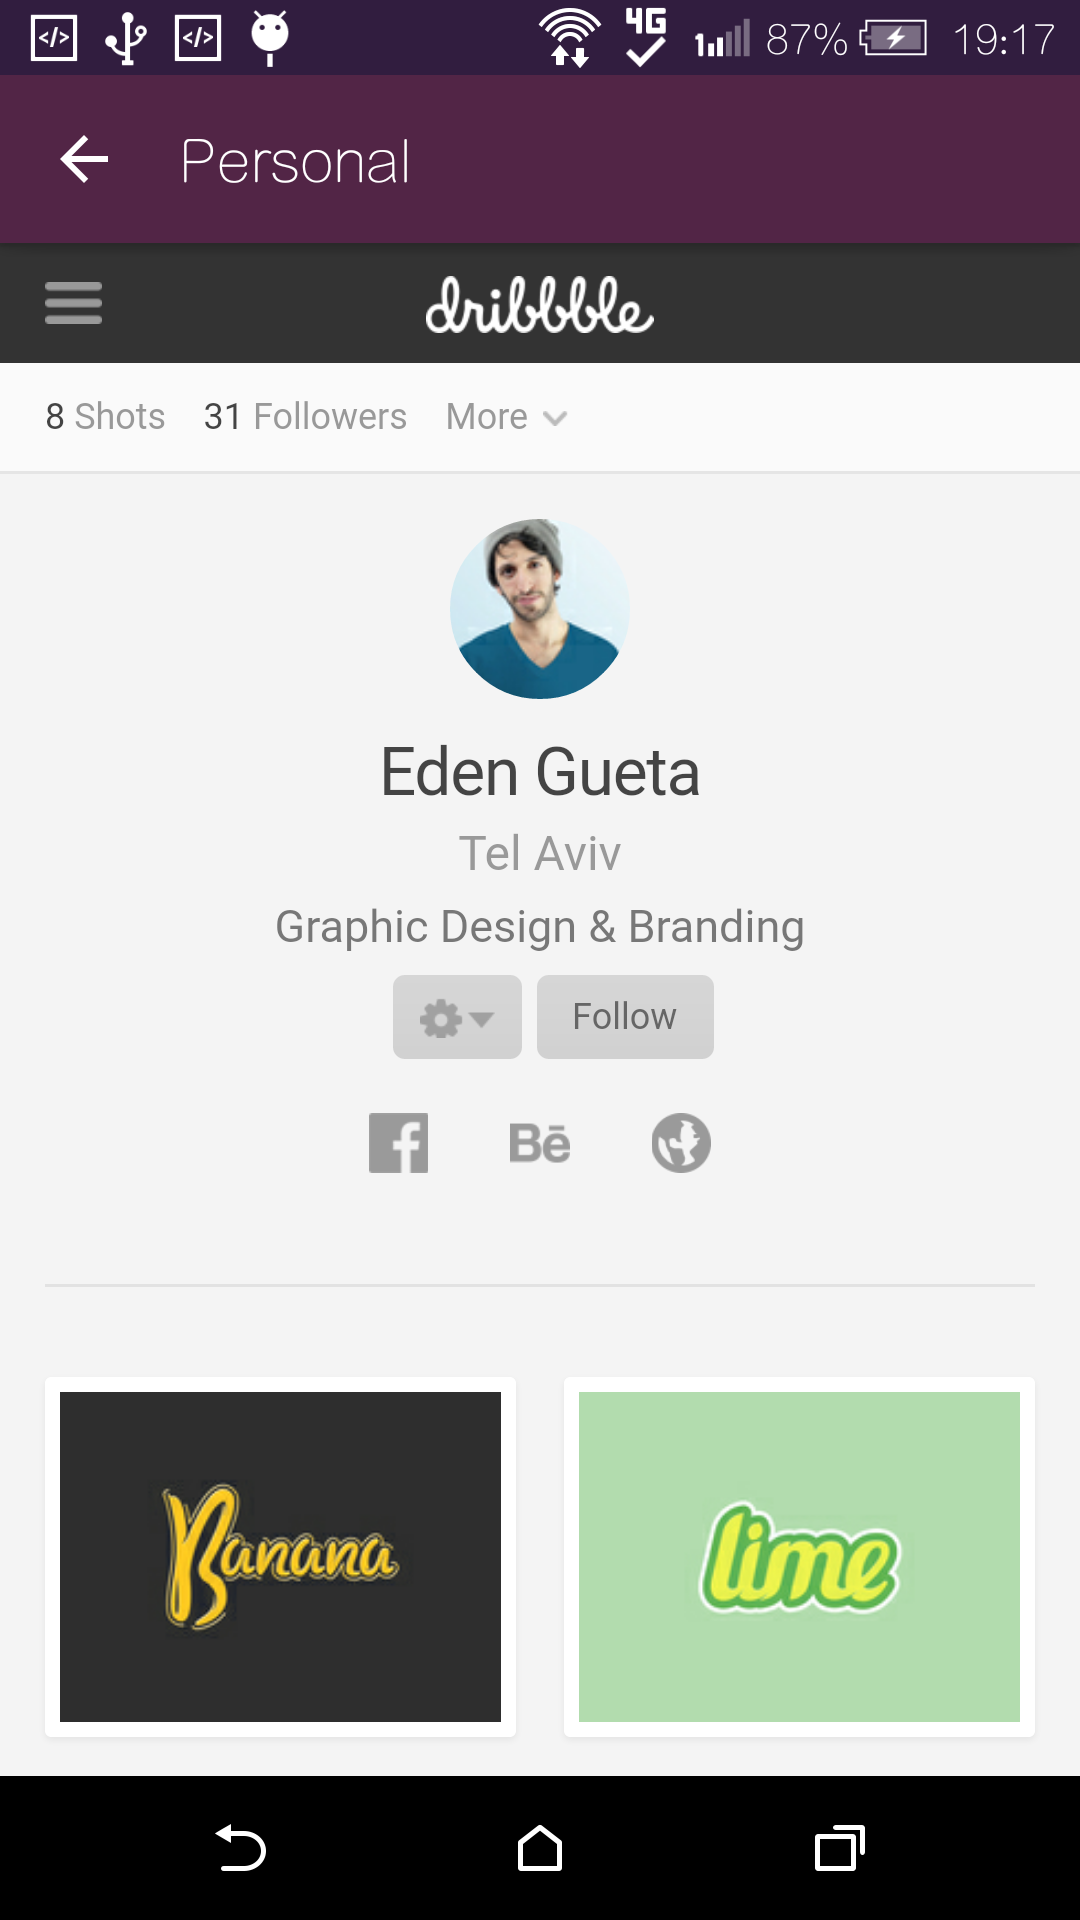 4G 87% 19:17
Personal
dribbble
8 Shots 31 Followers More
Eden Gueta
Tel Aviv
Graphic Design & Branding
Follow
Bē
Banana
lime